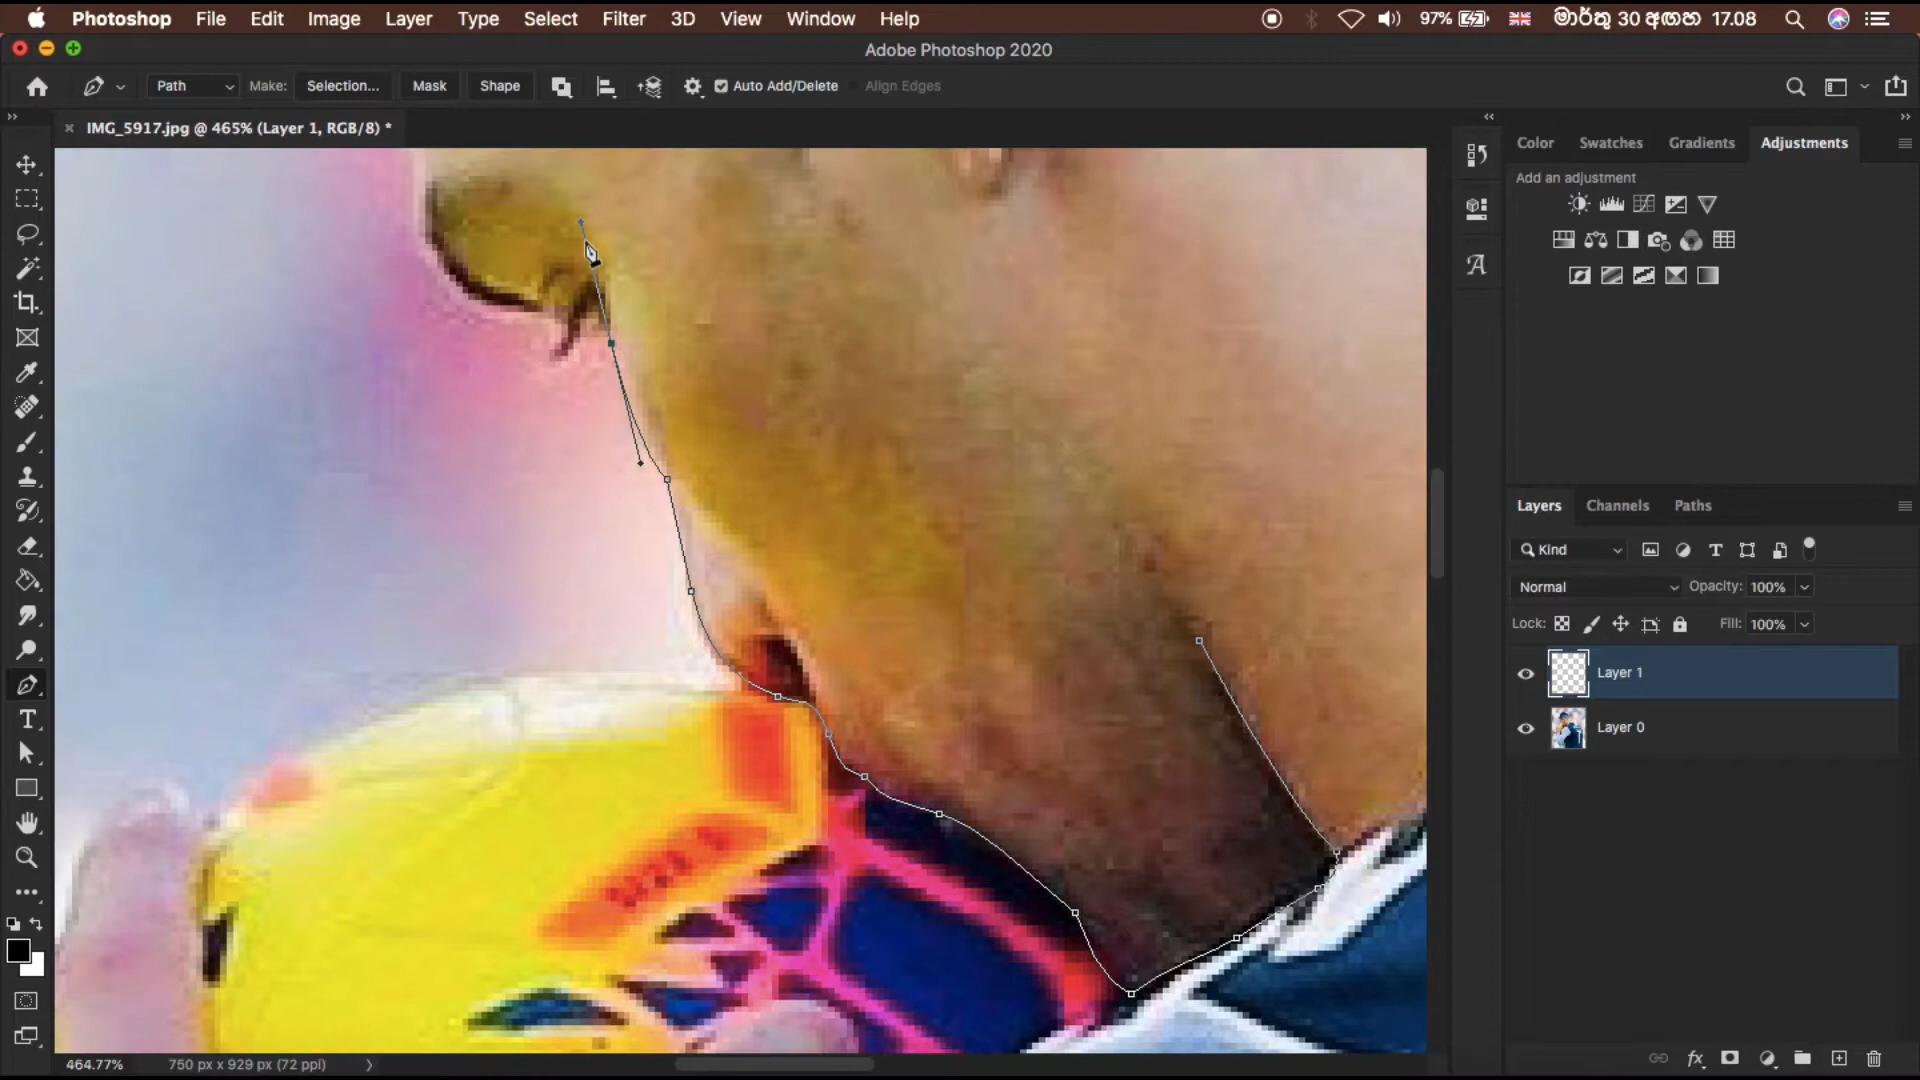 Photoshop File Edit Image Layer Type Select Filter 3D View Window Help 97% මාර්තු 30 අඟහ 17.08
Adobe Photoshop 2020
Path Make: Selection... Mask Shape Auto Add/Delete Align Edges
IMG_5917.jpg @ 465% (Layer 1, RGB/8) *
Color Swatches Gradients Adjustments
Add an adjustment
Layers Channels Paths
Kind
Normal Opacity: 100%
Lock: Fill: 100%
Layer 1
Layer 0
464.77% 750 px x 929 px (72 ppi)